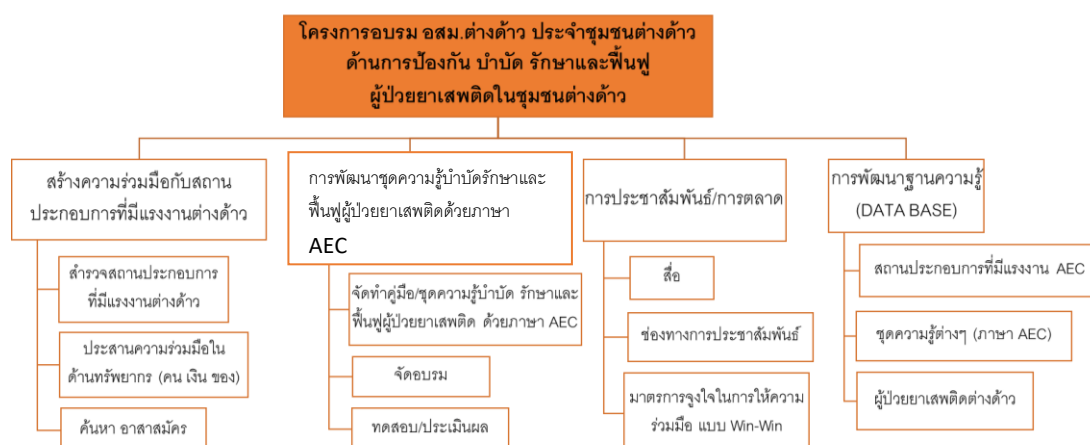 โครงการอบรม อสม.ต่างด้าว ประจำชุมชนต่างด้าว
ด้านการป้องกัน บำบัด รักษาและฟื้นฟู
ผู้ป่วยยาเสพติดในชุมชนต่างด้าว
สร้างความร่วมมือกับสถาน
ประกอบการที่มีแรงงานต่างด้าว
สำรวจสถานประกอบการ
ที่มีแรงงานต่างด้าว
ประสานความร่วมมือใน
ด้านทรัพยากร (คน เงิน ของ)
ค้นหา อาสาสมัคร
การพัฒนาชุดความรู้บำบัดรักษาและ
ฟื้นฟูผู้ป่วยยาเสพติดด้วยภาษา
AEC
จัดทำคู่มือ/ชุดความรู้บำบัด รักษาและ
ฟื้นฟูผู้ป่วยยาเสพติด ด้วยภาษา AEC
จัดอบรม
ทดสอบ/ประเมินผล
การประชาสัมพันธ์/การตลาด
สื่อ
ช่องทางการประชาสัมพันธ์
มาตรการจูงใจในการให้ความ
ร่วมมือ แบบ Win-Win
การพัฒนาฐานความรู้
(DATA BASE)
สถานประกอบการที่มีแรงงาน AEC
ชุดความรู้ต่างๆ (ภาษา AEC)
ผู้ป่วยยาเสพติดต่างด้าว